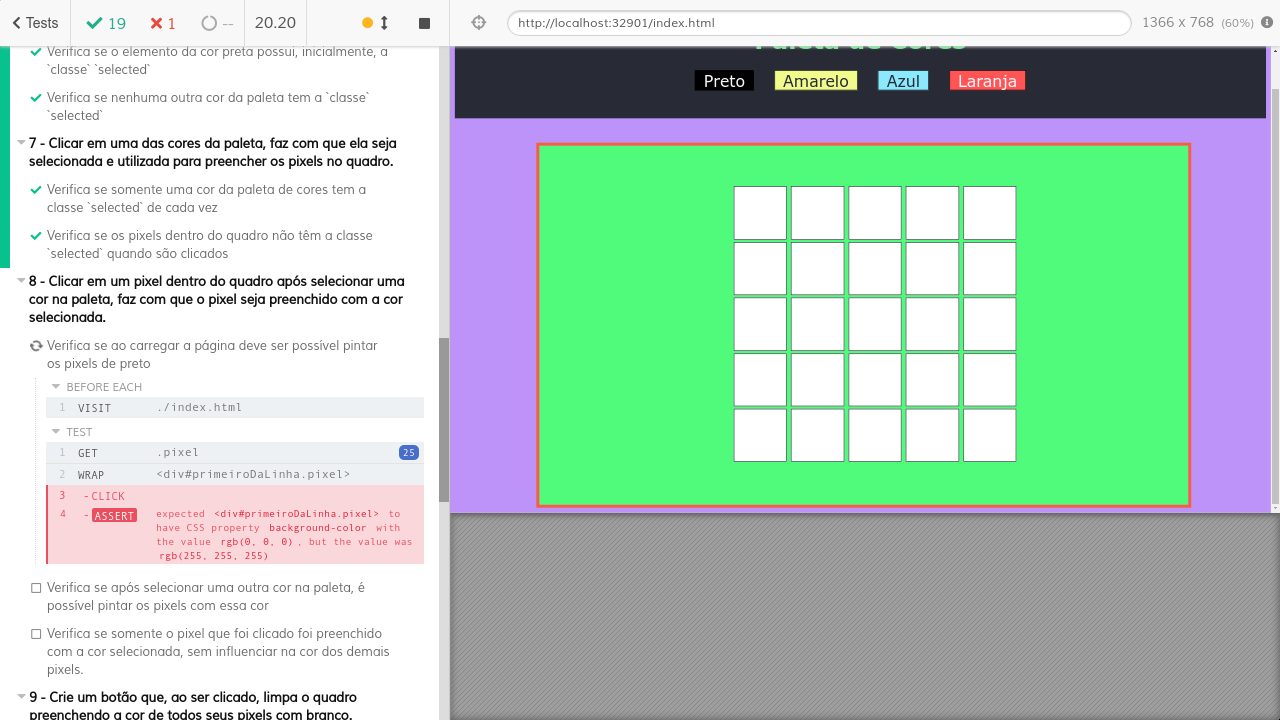 Tests
19
1
--
20.20
http://localhost:32901/index.html
1366 x 768 (60%)
Verifica se o elemento da cor preta possui, inicialmente, a
`classe` `selected`
Verifica se nenhuma outra cor da paleta tem a `classe`
`selected`
7 - Clicar em uma das cores da paleta, faz com que ela seja
selecionada e utilizada para preencher os pixels no quadro.
Verifica se somente uma cor da paleta de cores tem a
classe `selected` de cada vez
Verifica se os pixels dentro do quadro não têm a classe
`selected` quando são clicados
8 - Clicar em um pixel dentro do quadro após selecionar uma
cor na paleta, faz com que o pixel seja preenchido com a cor
selecionada.
Verifica se ao carregar a página deve ser possível pintar
os pixels de preto
BEFORE EACH
1 VISIT ./index.html
TEST
1 GET .pixel 25
2 WRAP <div#primeiroDaLinha.pixel>
3 -CLICK
4 -ASSERT expected <div#primeiroDaLinha.pixel> to
have CSS property background-color with
the value rgb(0, 0, 0), but the value was
rgb(255, 255, 255)
Verifica se após selecionar uma outra cor na paleta, é
possível pintar os pixels com essa cor
Verifica se somente o pixel que foi clicado foi preenchido
com a cor selecionada, sem influenciar na cor dos demais
pixels.
9 - Crie um botão que, ao ser clicado, limpa o quadro
preenchendo a cor de todos seus pixels com branco.
Paleta de Cores
Preto Amarelo Azul Laranja